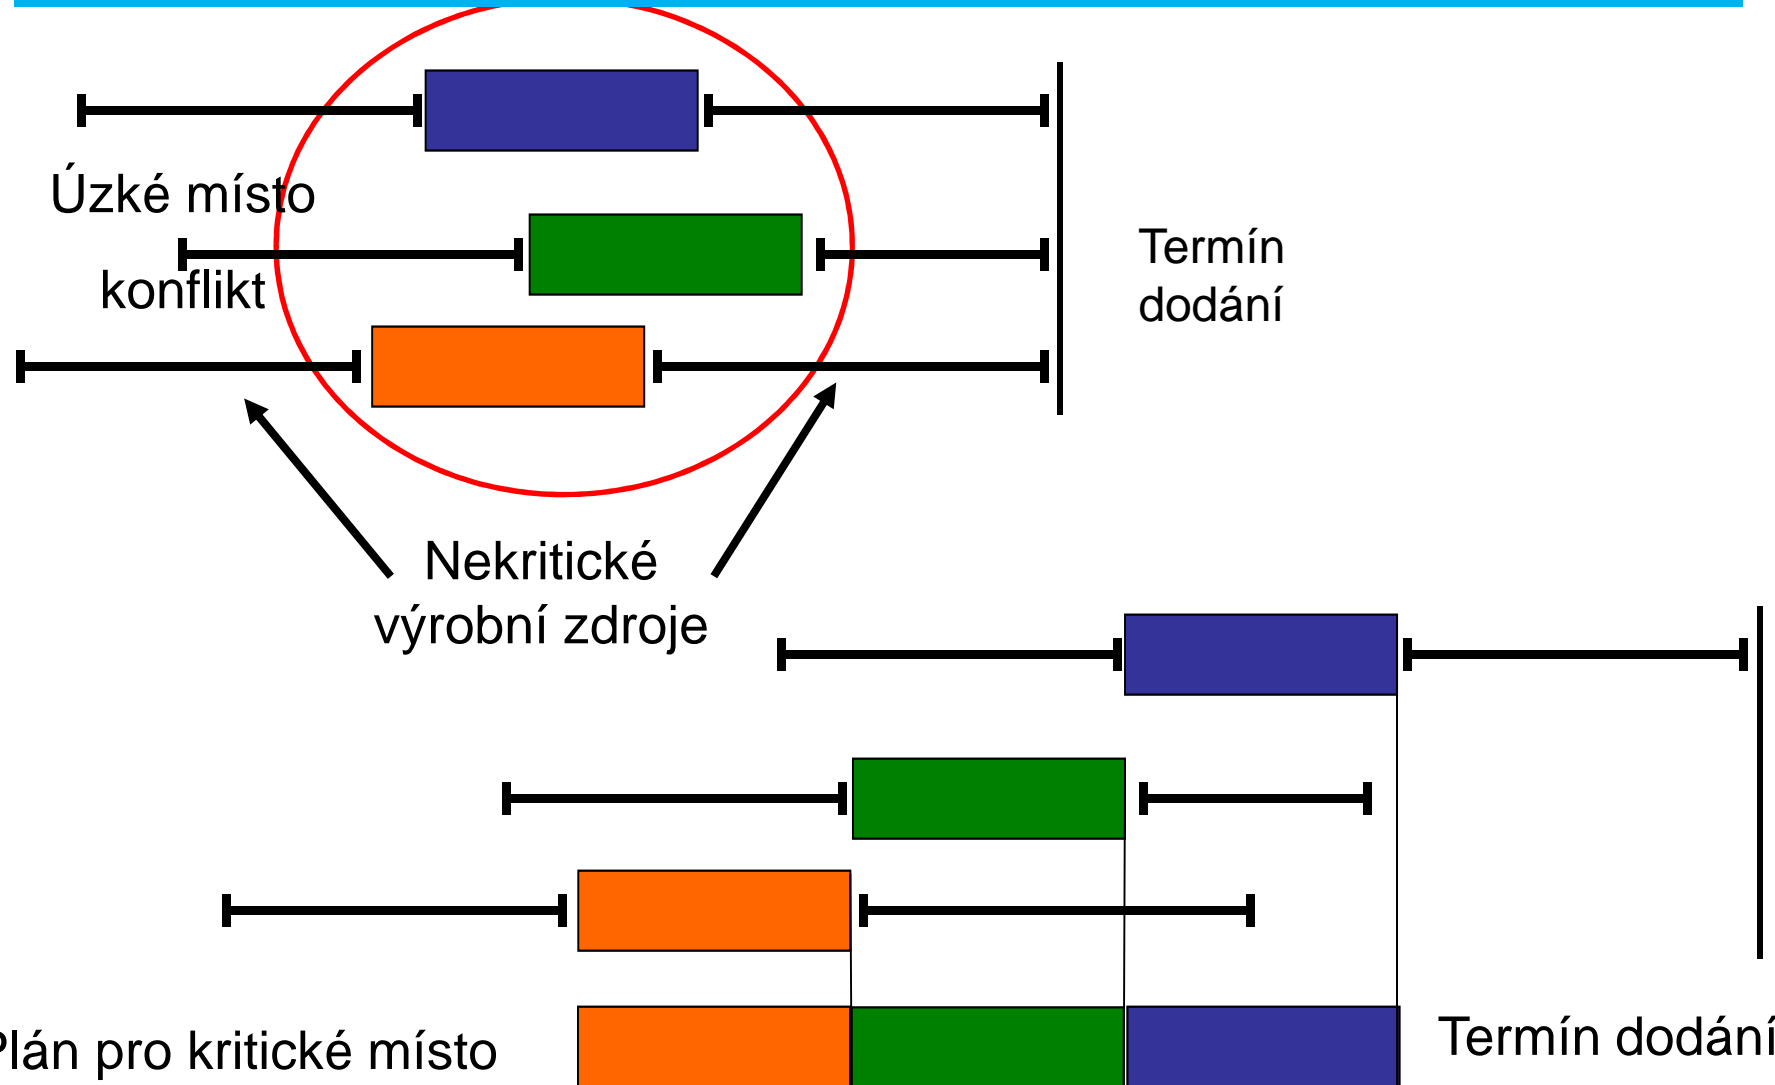 Úzké místo
konflikt
Termín
dodání
Nekritické
výrobní zdroje
Plán pro kritické místo
Termín dodání